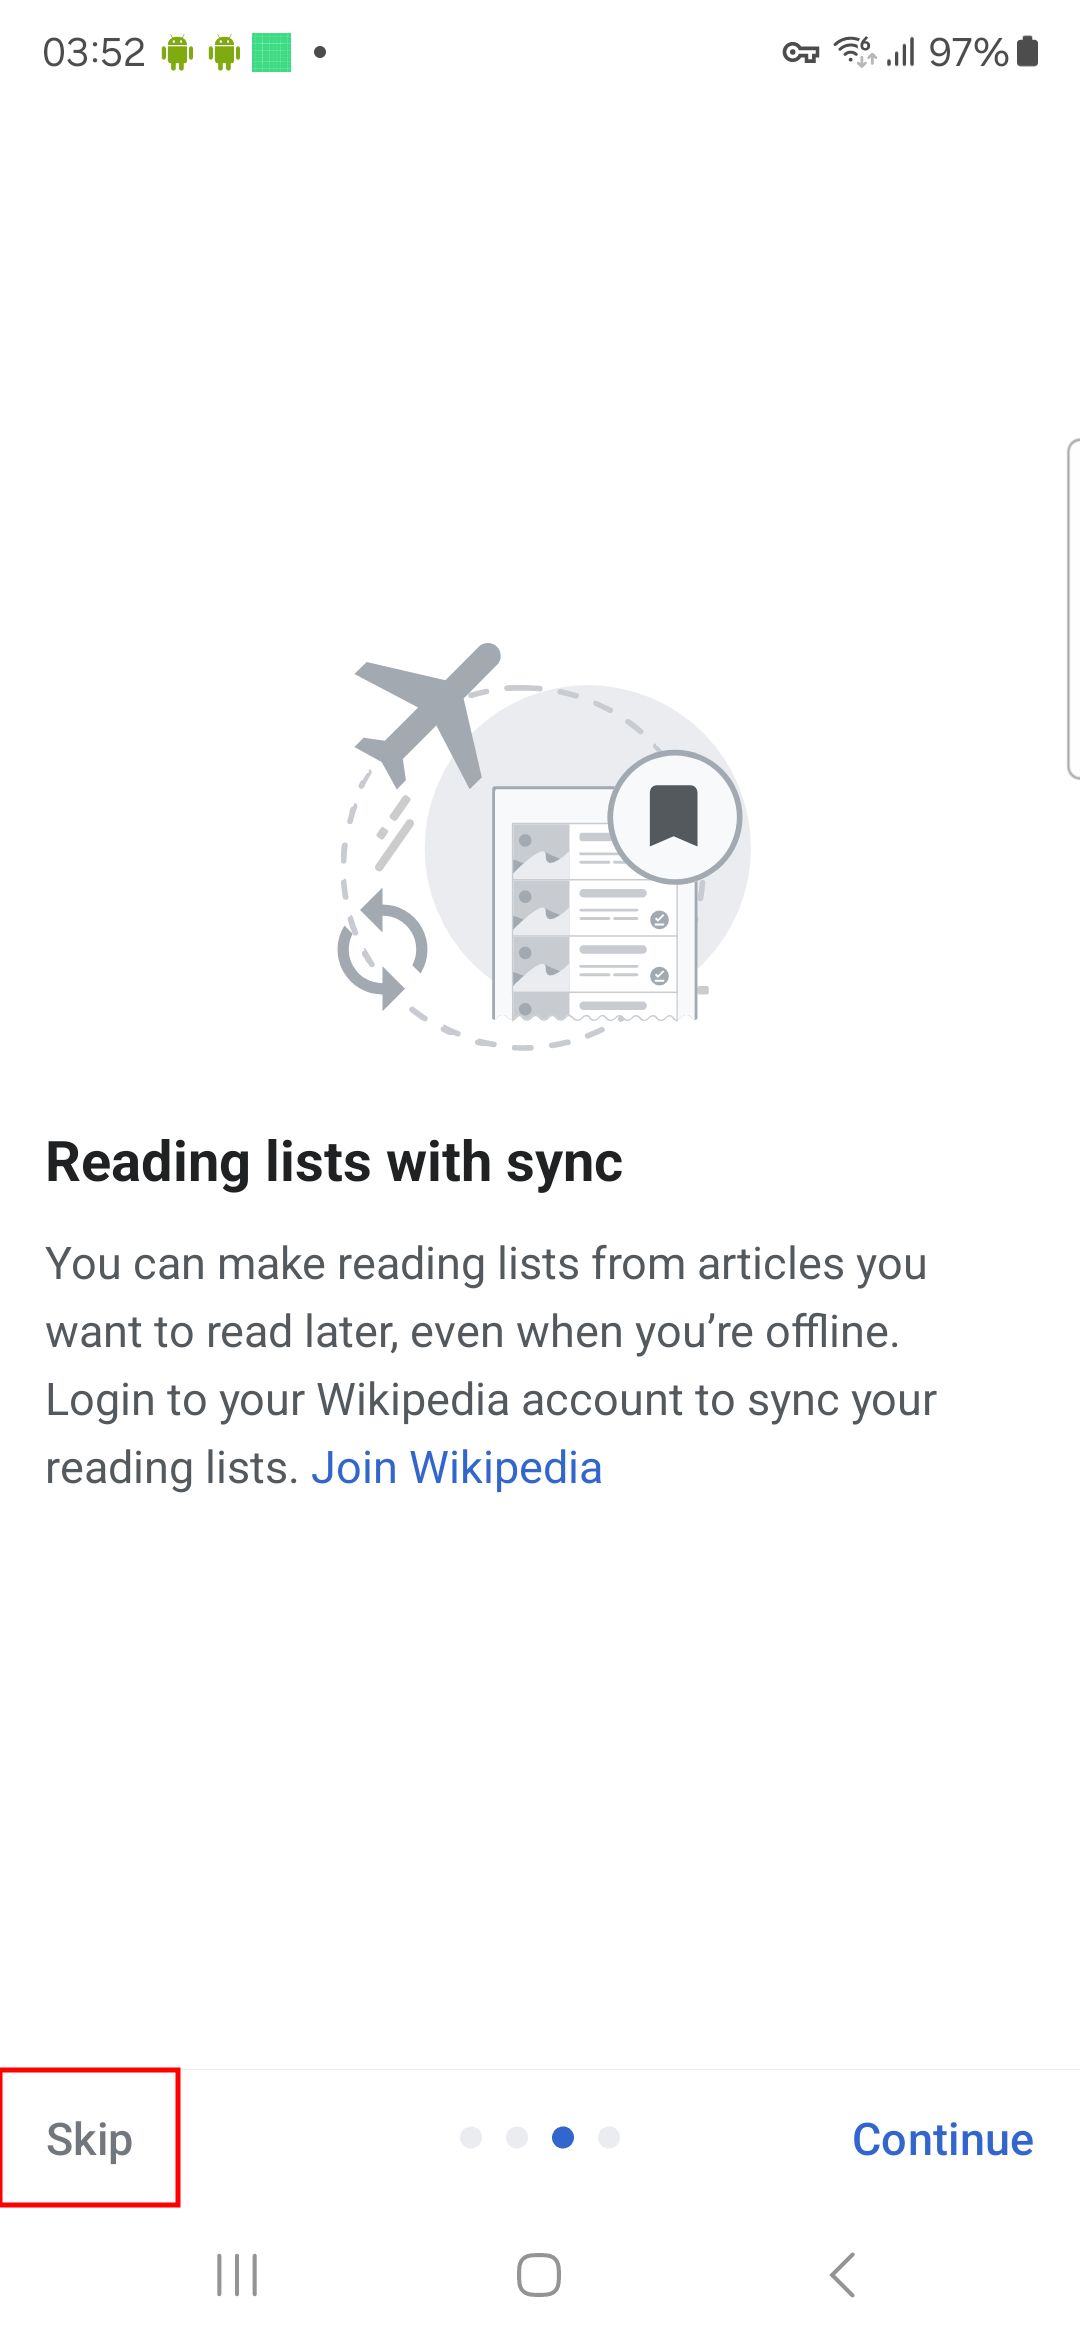 03:52
6
97%
Reading lists with sync
You can make reading lists from articles you
want to read later, even when you’re offline.
Login to your Wikipedia account to sync your
reading lists. Join Wikipedia
Skip
Continue